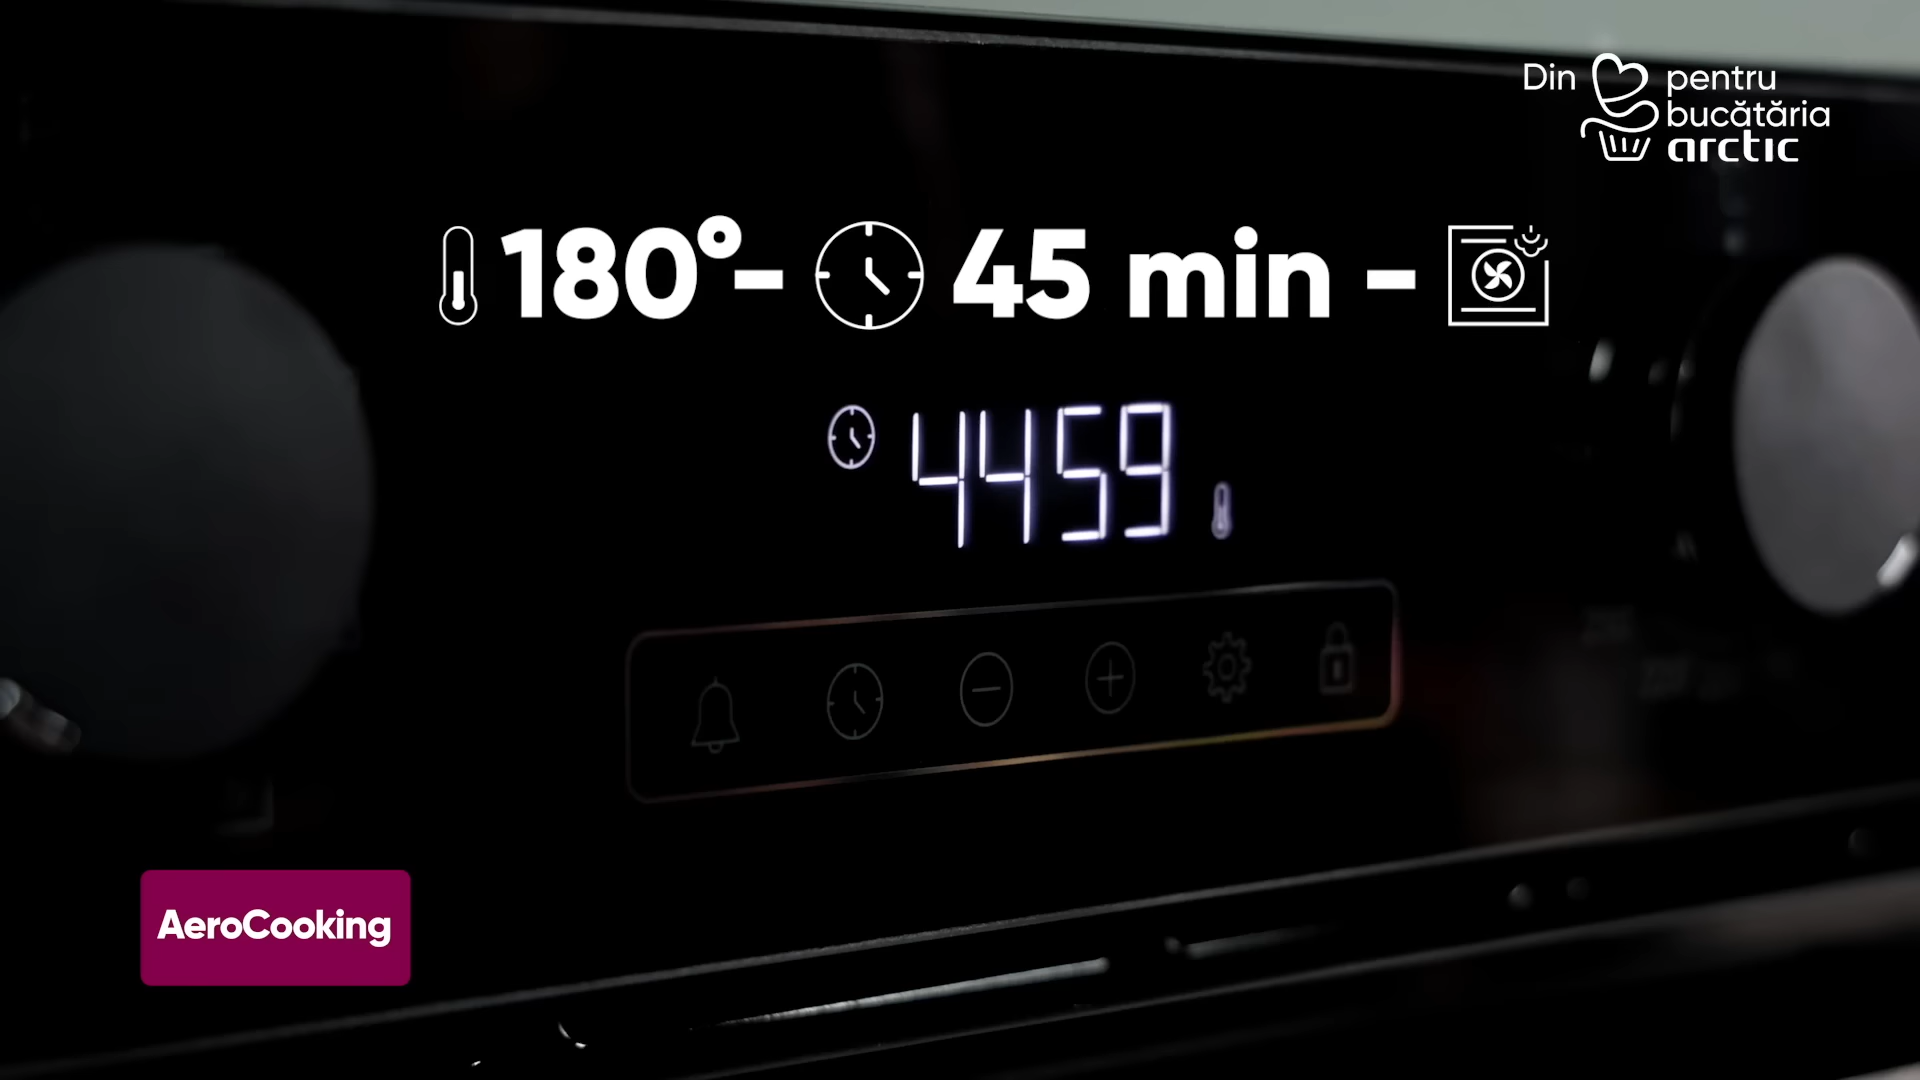 Din pentru
bucătăria
arctic
180°- 45 min -
4459
AeroCooking